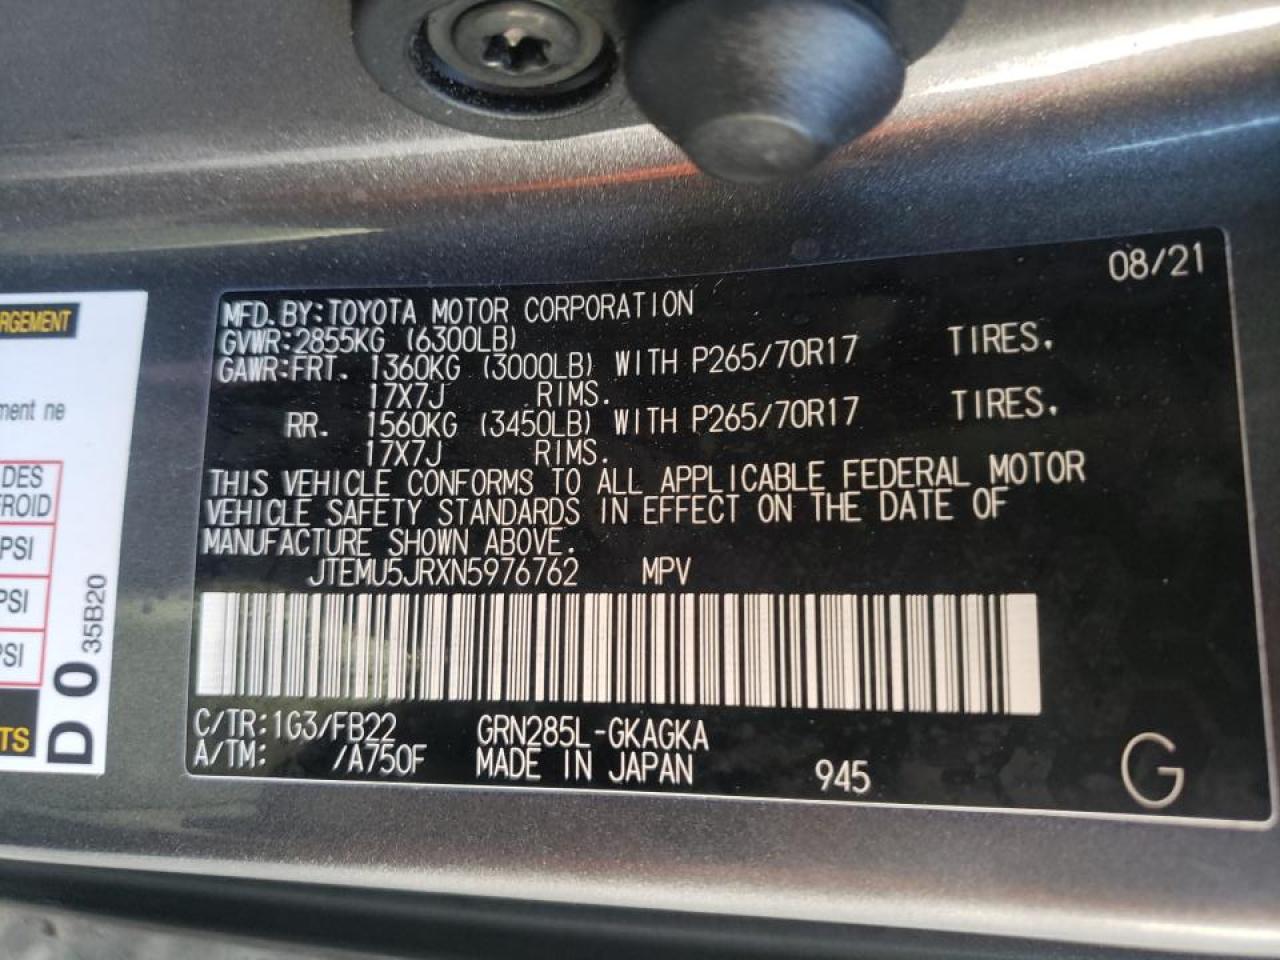 08/21
MFD. BY: TOYOTA MOTOR CORPORATION
GVWR: 2855KG (6300LB)
GAWR: FRT. 1360KG (3000LB) WITH P265/70R17 TIRES.
17X7J RIMS.
RR. 1560KG (3450LB) WITH P265/70R17 TIRES.
17X7J RIMS.
THIS VEHICLE CONFORMS TO ALL APPLICABLE FEDERAL MOTOR
VEHICLE SAFETY STANDARDS IN EFFECT ON THE DATE OF
MANUFACTURE SHOWN ABOVE.
JTEMU5JRXN5976762 MPV
C/TR: 1G3/FB22 GRN285L-GKAGKA
A/TM: /A750F MADE IN JAPAN 945 G
RGEMENT
ment ne
DES
FROID
PSI
PSI
PSI
TS
D 0 35B20